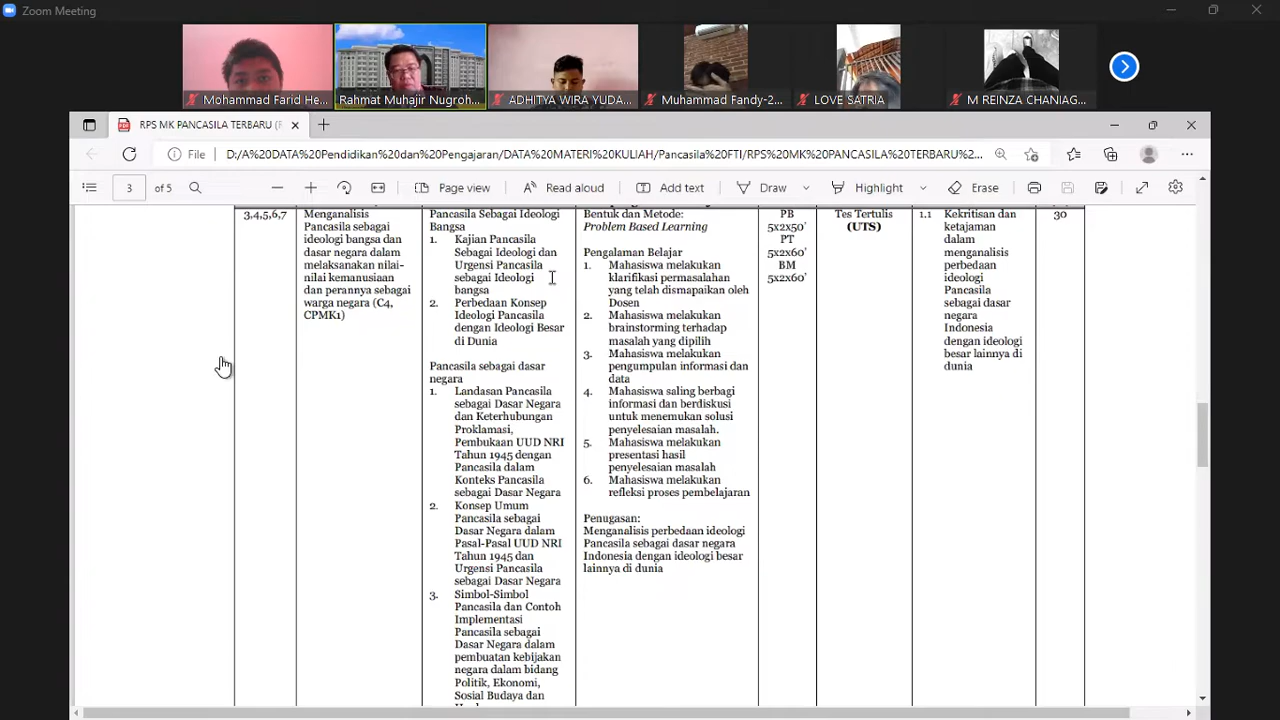 Zoom Meeting
Mohammad Farid He...
Rahmat Muhajir Nugroh...
ADHITYA WIRA YUDA...
Muhammad Fandy-2...
LOVE SATRIA
M REINZA CHANIAG...
RPS MK PANCASILA TERBARU (F
File
D:/A%20DATA%20Pendidikan%20dan%20Pengajaran/DATA%20MATERI%20KULIAH/Pancasila%20FTI/RPS%20MK%20PANCASILA%20TERBARU%2...
3 of 5
Page view
Read aloud
Add text
Draw
Highlight
Erase
3,4,5,6,7
Menganalisis
Pancasila sebagai
ideologi bangsa dan
dasar negara dalam
melaksanakan nilai-
nilai kemanusiaan
dan perannya sebagai
warga negara (C4,
CPMK1)
Pancasila Sebagai Ideologi
Bangsa
1. Kajian Pancasila
Sebagai Ideologi dan
Urgensi Pancasila
sebagai Ideologi
bangsa
2. Perbedaan Konsep
Ideologi Pancasila
dengan Ideologi Besar
di Dunia
Pancasila sebagai dasar
negara
1. Landasan Pancasila
sebagai Dasar Negara
dan Keterhubungan
Proklamasi,
Pembukaan UUD NRI
Tahun 1945 dengan
Pancasila dalam
Konteks Pancasila
sebagai Dasar Negara
2. Konsep Umum
Pancasila sebagai
Dasar Negara dalam
Pasal-Pasal UUD NRI
Tahun 1945 dan
Urgensi Pancasila
sebagai Dasar Negara
3. Simbol-Simbol
Pancasila dan Contoh
Implementasi
Pancasila sebagai
Dasar Negara dalam
pembuatan kebijakan
negara dalam bidang
Politik, Ekonomi,
Sosial Budaya dan
Bentuk dan Metode:
Problem Based Learning
Pengalaman Belajar
1. Mahasiswa melakukan
klarifikasi permasalahan
yang telah dismapaikan oleh
Dosen
2. Mahasiswa melakukan
brainstorming terhadap
masalah yang dipilih
3. Mahasiswa melakukan
pengumpulan informasi dan
data
4. Mahasiswa saling berbagi
informasi dan berdiskusi
untuk menemukan solusi
penyelesaian masalah.
5. Mahasiswa melakukan
presentasi hasil
penyelesaian masalah
6. Mahasiswa melakukan
refleksi proses pembelajaran
Penugasan:
Menganalisis perbedaan ideologi
Pancasila sebagai dasar negara
Indonesia dengan ideologi besar
lainnya di dunia
PB
5x2x50'
PT
5x2x60'
BM
5x2x60'
Tes Tertulis
(UTS)
1.1 Kekritisan dan
ketajaman
dalam
menganalisis
perbedaan
ideologi
Pancasila
sebagai dasar
negara
Indonesia
dengan ideologi
besar lainnya di
dunia
30